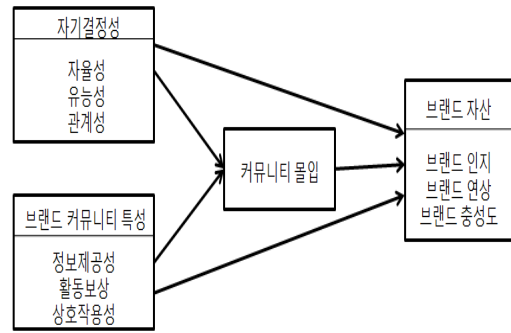 자기결정성
자율성
유능성
관계성
브랜드 커뮤니티 특성
정보제공성
활동보상
상호작용성
커뮤니티 몰입
브랜드 자산
브랜드 인지
브랜드 연상
브랜드 충성도